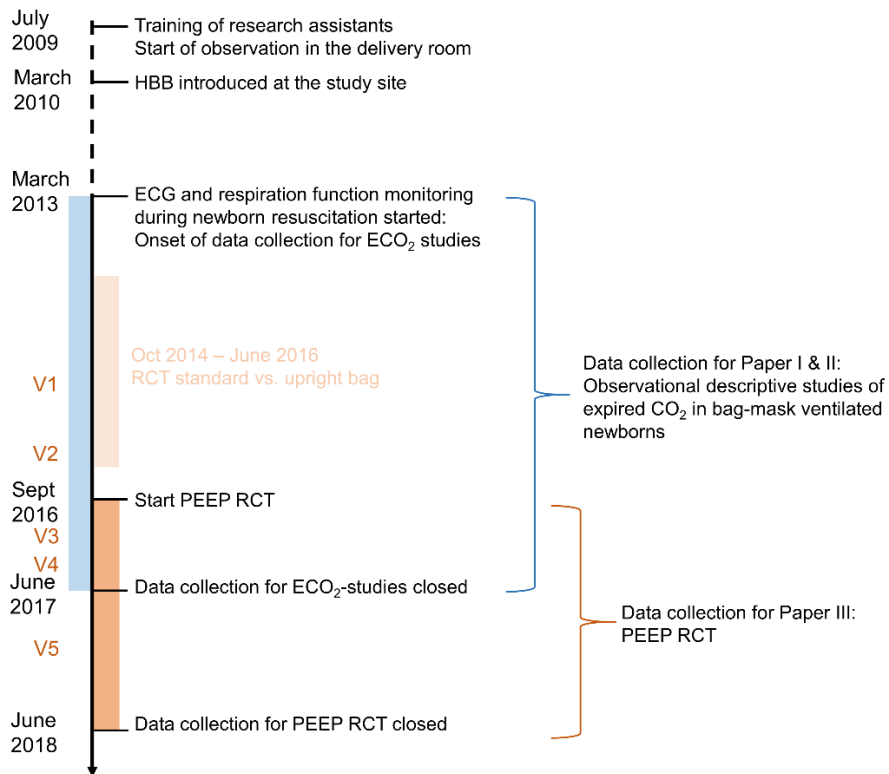 July
2009
Training of research assistants
Start of observation in the delivery room
March
2010
HBB introduced at the study site
March
2013
ECG and respiration function monitoring
during newborn resuscitation started:
Onset of data collection for ECO₂ studies
Oct 2014 – June 2016
RCT standard vs. upright bag
V1
Data collection for Paper I & II:
Observational descriptive studies of
expired CO₂ in bag-mask ventilated
newborns
V2
Sept
2016
Start PEEP RCT
V3
V4
June
2017
Data collection for ECO₂-studies closed
Data collection for Paper III:
PEEP RCT
V5
June
2018
Data collection for PEEP RCT closed